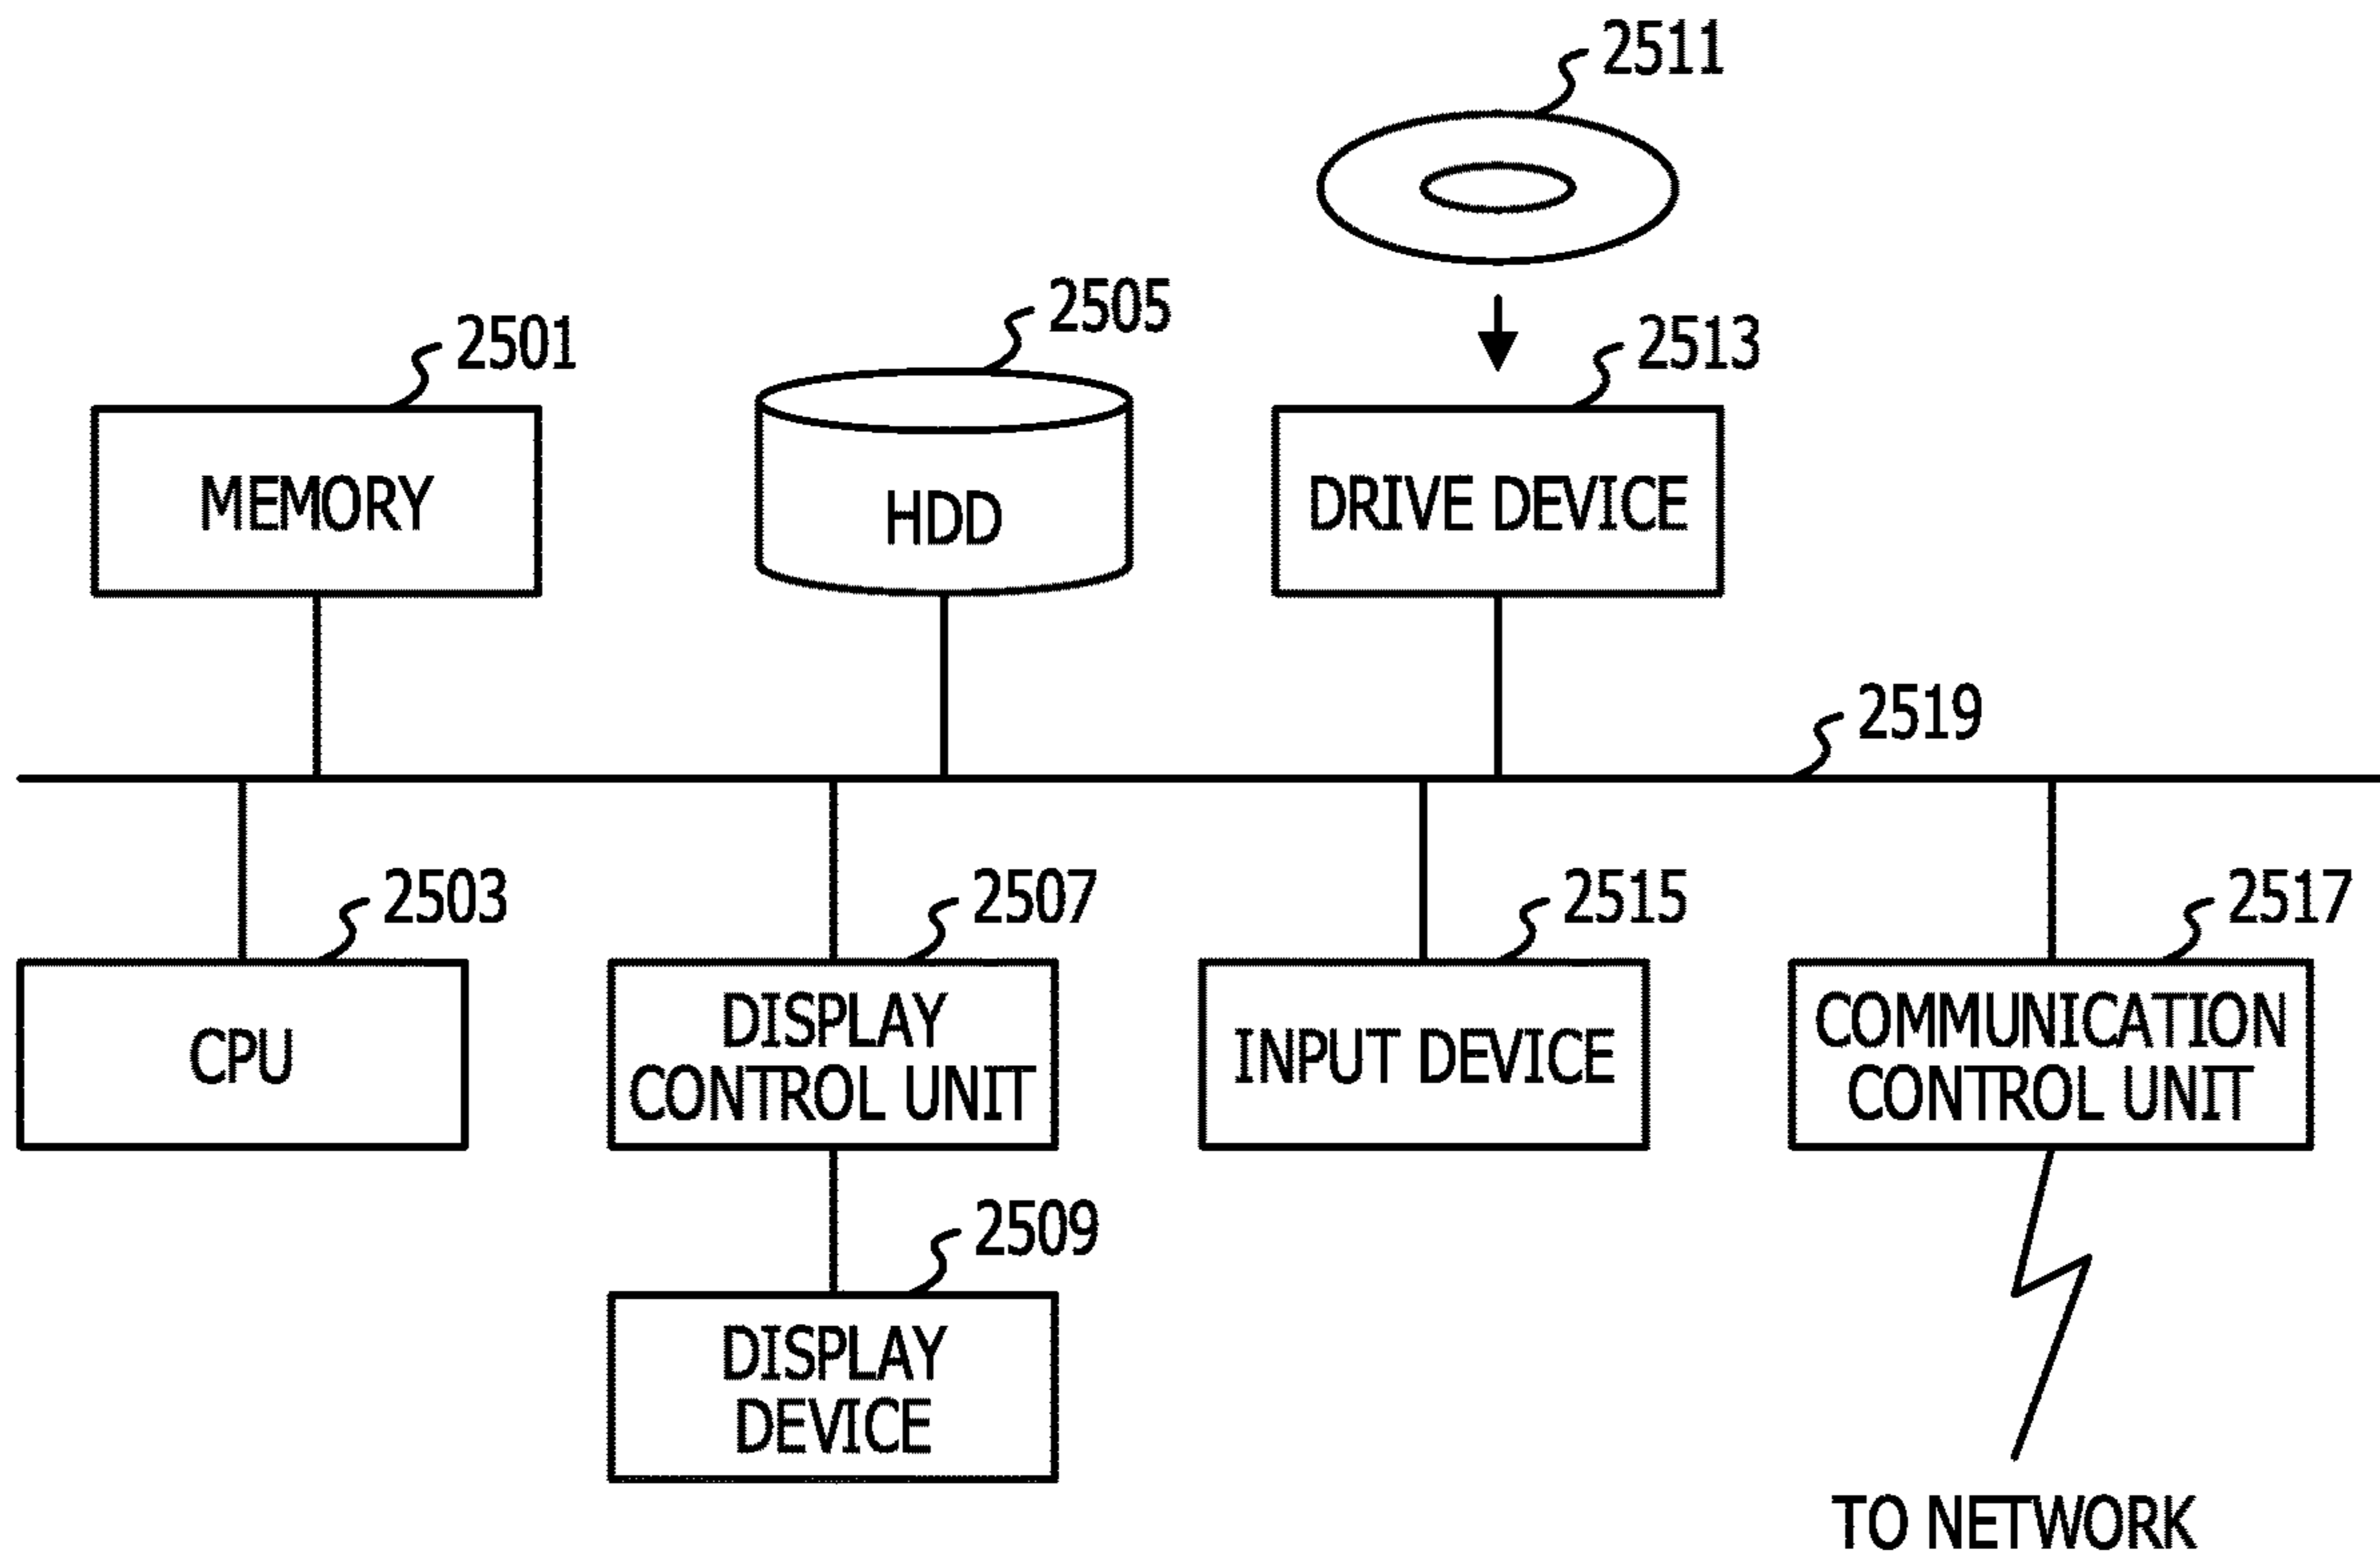 2511
2505
2501
2513
MEMORY
HDD
DRIVE DEVICE
2519
2503
2507
2515
2517
CPU
DISPLAY
CONTROL UNIT
INPUT DEVICE
COMMUNICATION
CONTROL UNIT
2509
DISPLAY
DEVICE
TO NETWORK